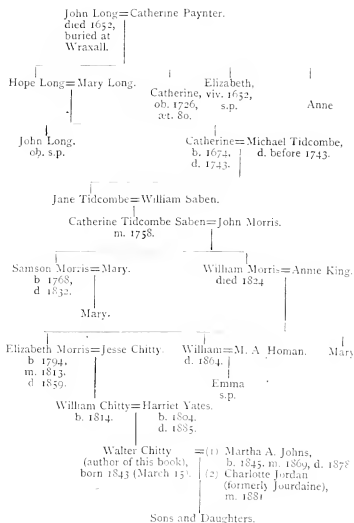 John Long=Catherine Paynter.
died 1652,
buried at
Wraxall.
Hope Long=Mary Long.
Elizabeth,
Catherine, viv. 1652,
ob. 1726, s.p.
æt. 80.
Anne
John Long.
ob. s.p.
Catherine=Michael Tidcombe,
b. 1674, d. before 1743.
d. 1743.
Jane Tidcombe=William Saben.
Catherine Tidcombe Saben=John Morris.
m. 1758.
Samson Morris=Mary.
b 1768,
d 1832.
William Morris=Annie King.
died 1824
Mary.
Elizabeth Morris=Jesse Chitty.
b 1794,
m. 1813.
d 1859.
William=M. A Homan.
d. 1864.
Mary
Emma
s.p.
William Chitty=Harriet Yates.
b. 1814. b. 1804.
d. 1885.
Walter Chitty =(1) Martha A. Johns,
(author of this book), b. 1845. m. 1869, d. 1878
born 1843 (March (2) Charlotte Jordan
(formerly Jourdaine),
m. 1881
Sons and Daughters.